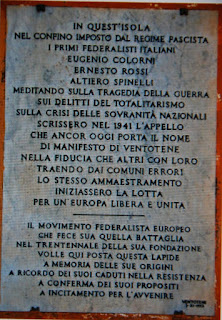 IN QUEST'ISOLA
NEL CONFINO IMPOSTO DAL REGIME FASCISTA
I PRIMI FEDERALISTI ITALIANI
EUGENIO COLORNI
ERNESTO ROSSI
ALTIERO SPINELLI
MEDITANDO SULLA TRAGEDIA DELLA GUERRA
SUI DELITTI DEL TOTALITARISMO
SULLA CRISI DELLE SOVRANITÀ NAZIONALI
SCRISSERO NEL 1941 L'APPELLO
CHE ANCOR OGGI PORTA IL NOME
DI MANIFESTO DI VENTOTENE
NELLA FIDUCIA CHE ALTRI CON LORO
TRAENDO DAI COMUNI ERRORI
LO STESSO AMMAESTRAMENTO
INIZIASSERO LA LOTTA
PER UN'EUROPA LIBERA E UNITA
IL MOVIMENTO FEDERALISTA EUROPEO
CHE FECE SUA QUELLA BATTAGLIA
NEL TRENTENNALE DELLA SUA FONDAZIONE
VOLLE QUI POSTA QUESTA LAPIDE
A MEMORIA DELLE SUE ORIGINI
A RICORDO DEI SUOI CADUTI NELLA RESISTENZA
A CONFERMA DEI SUOI PROPOSITI
A INCITAMENTO PER L'AVVENIRE
VENTOTENE